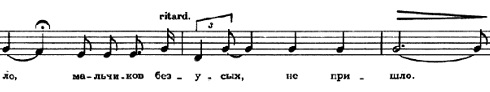 ritard.
3
ло, маль-чи-ков без-у-сых, не при-шло.